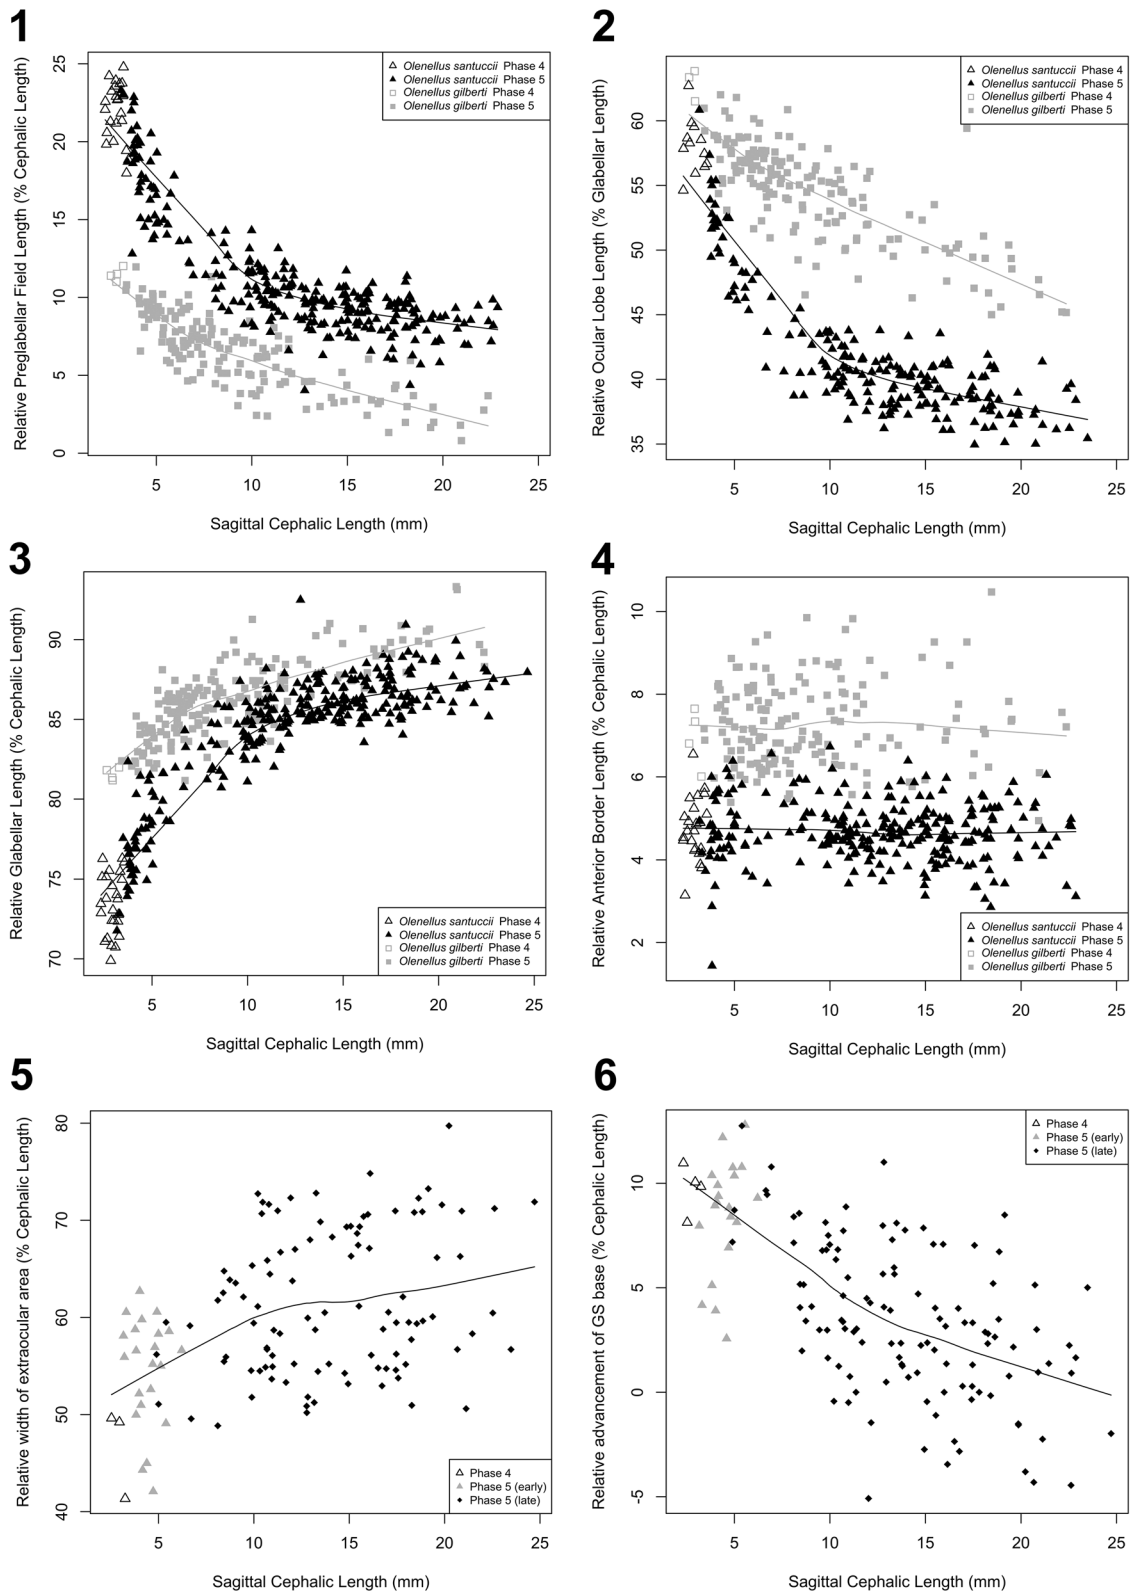 1
Relative Preglabellar Field Length (% Cephalic Length)
0
5
10
15
20
25
Olenellus santuccii Phase 4
Olenellus santuccii Phase 5
Olenellus gilberti Phase 4
Olenellus gilberti Phase 5
5
10
15
20
25
Sagittal Cephalic Length (mm)
2
Relative Ocular Lobe Length (% Glabellar Length)
35
40
45
50
55
60
Olenellus santuccii Phase 4
Olenellus santuccii Phase 5
Olenellus gilberti Phase 4
Olenellus gilberti Phase 5
5
10
15
20
25
Sagittal Cephalic Length (mm)
3
Relative Glabellar Length (% Cephalic Length)
70
75
80
85
90
Olenellus santuccii Phase 4
Olenellus santuccii Phase 5
Olenellus gilberti Phase 4
Olenellus gilberti Phase 5
5
10
15
20
25
Sagittal Cephalic Length (mm)
4
Relative Anterior Border Length (% Cephalic Length)
2
4
6
8
10
Olenellus santuccii Phase 4
Olenellus santuccii Phase 5
Olenellus gilberti Phase 4
Olenellus gilberti Phase 5
5
10
15
20
25
Sagittal Cephalic Length (mm)
5
Relative width of extraocular area (% Cephalic Length)
40
50
60
70
80
Phase 4
Phase 5 (early)
Phase 5 (late)
5
10
15
20
25
Sagittal Cephalic Length (mm)
6
Relative advancement of GS base (% Cephalic Length)
-5
0
5
10
Phase 4
Phase 5 (early)
Phase 5 (late)
5
10
15
20
25
Sagittal Cephalic Length (mm)